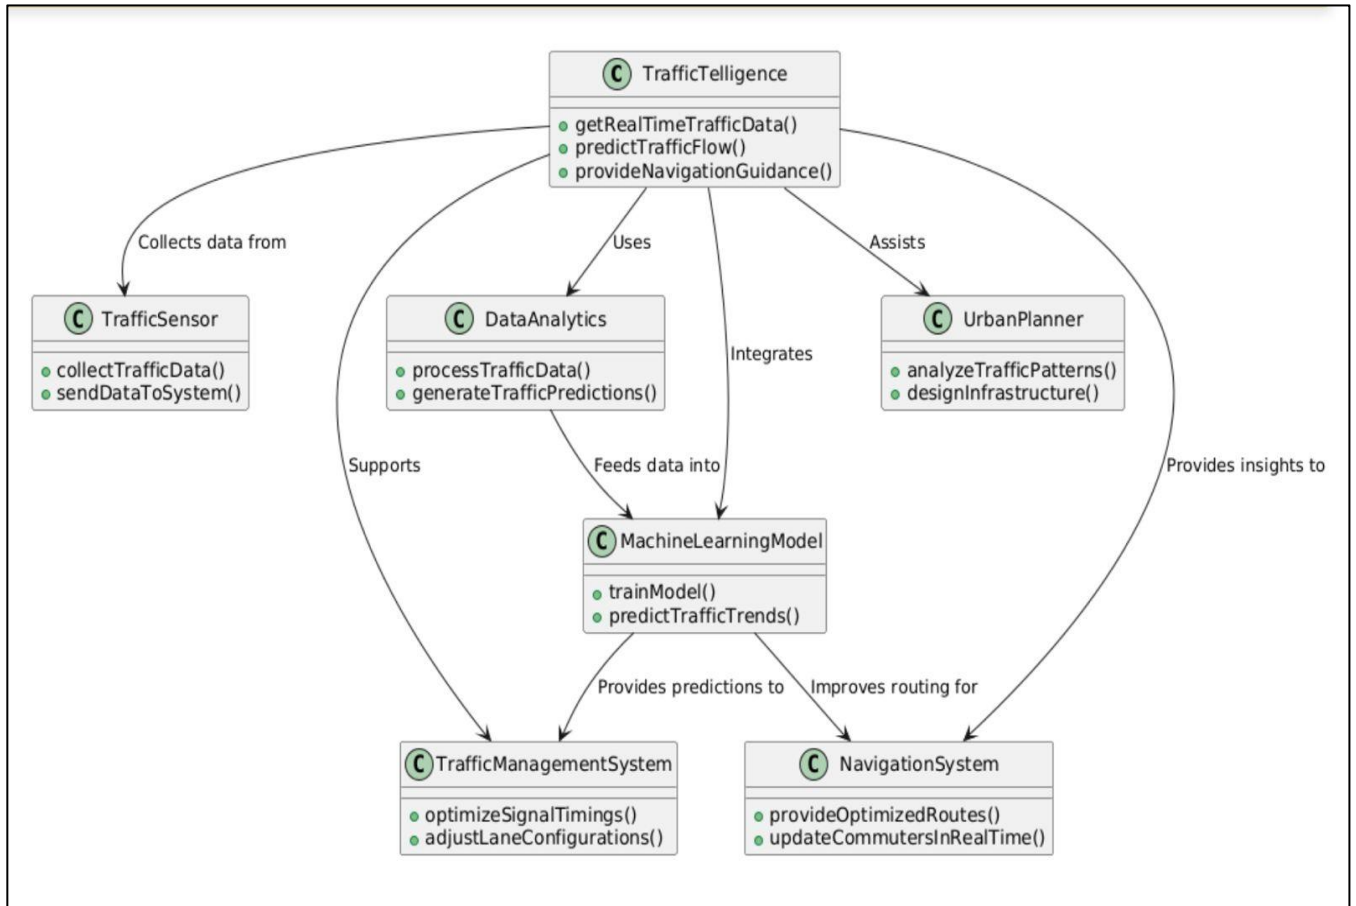 C TrafficTelligence
getRealTimeTrafficData()
predictTrafficFlow()
provideNavigationGuidance()
Collects data from
Uses
Assists
C TrafficSensor
collectTrafficData()
sendDataToSystem()
C DataAnalytics
processTrafficData()
generateTrafficPredictions()
Integrates
C UrbanPlanner
analyzeTrafficPatterns()
designInfrastructure()
Supports
Feeds data into
Provides insights to
C MachineLearningModel
trainModel()
predictTrafficTrends()
Provides predictions to
Improves routing for
C TrafficManagementSystem
optimizeSignalTimings()
adjustLaneConfigurations()
C NavigationSystem
provideOptimizedRoutes()
updateCommutersInRealTime()